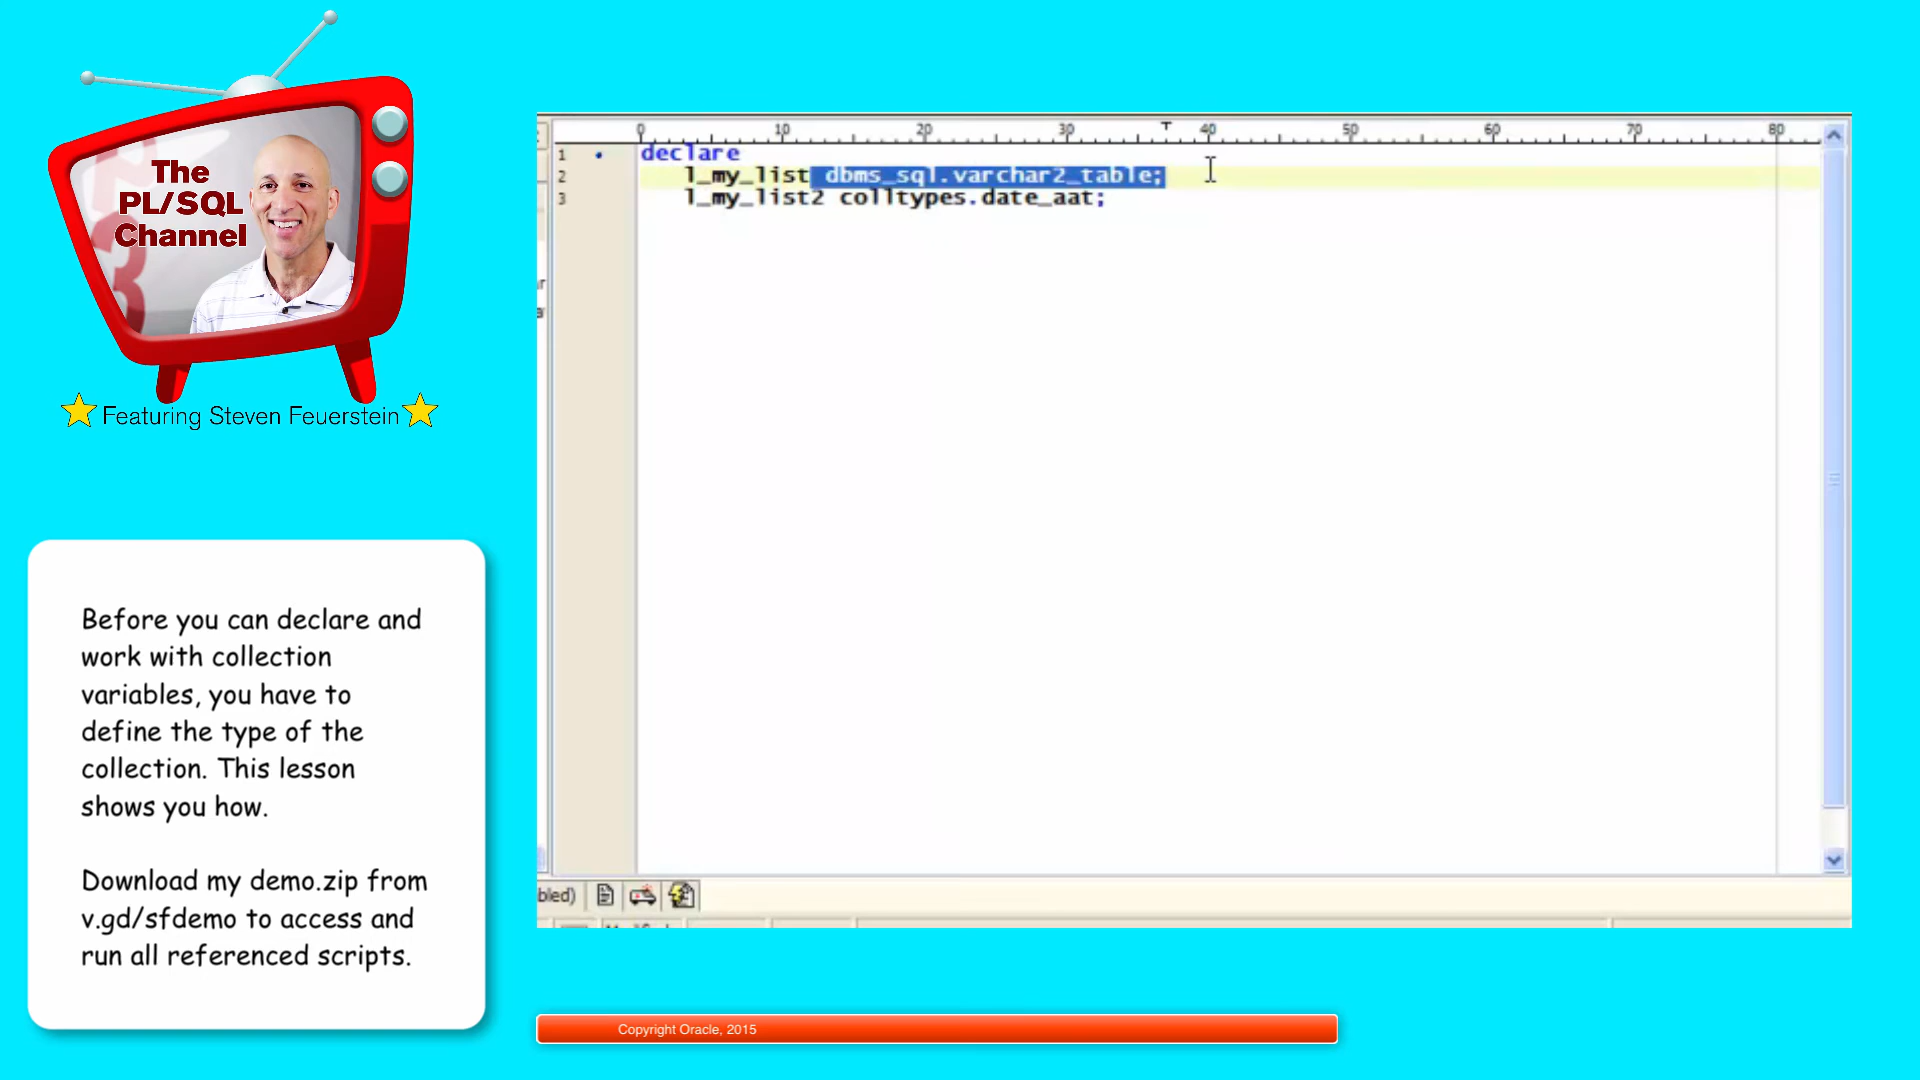 The
PL/SQL
Channel
Featuring Steven Feuerstein
Before you can declare and
work with collection
variables, you have to
define the type of the
collection. This lesson
shows you how.
Download my demo.zip from
v.gd/sfdemo to access and
run all referenced scripts.
0 10 20 30 40 50 60 70 80
1 declare
2 l_my_list dbms_sql.varchar2_table;
3 l_my_list2 colltypes.date_aat;
bled)
Copyright Oracle, 2015